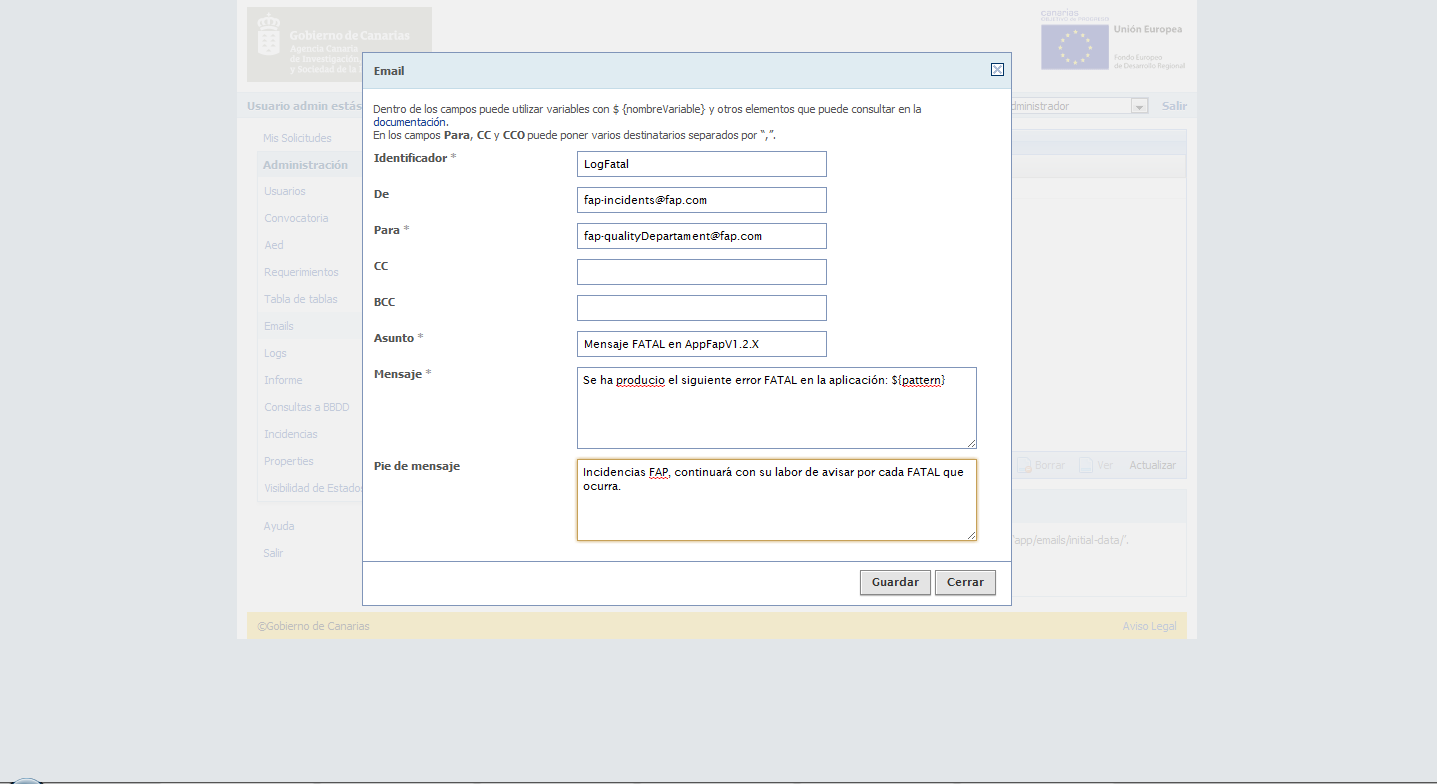 Gobierno de Canarias
Agencia Canaria
de Investigación,
y Sociedad de la
canarias
Unión Europea
Fondo Europeo
de Desarrollo Regional
Usuario admin estás
dministrador
Salir
Mis Solicitudes
Administración
Usuarios
Convocatoria
Aed
Requerimientos
Tabla de tablas
Emails
Logs
Informe
Consultas a BBDD
Incidencias
Properties
Visibilidad de Estados
Ayuda
Salir
Email
Dentro de los campos puede utilizar variables con $ {nombreVariable} y otros elementos que puede consultar en la
documentación.
En los campos Para, CC y CCO puede poner varios destinatarios separados por “,”.
Identificador *
LogFatal
De
fap-incidents@fap.com
Para *
fap-qualityDepartament@fap.com
CC
BCC
Asunto *
Mensaje FATAL en AppFapV1.2.X
Mensaje *
Se ha producio el siguiente error FATAL en la aplicación: ${pattern}
Pie de mensaje
Incidencias FAP, continuará con su labor de avisar por cada FATAL que
ocurra.
Guardar
Cerrar
Borrar
Ver
Actualizar
"app/emails/initial-data/".
©Gobierno de Canarias
Aviso Legal